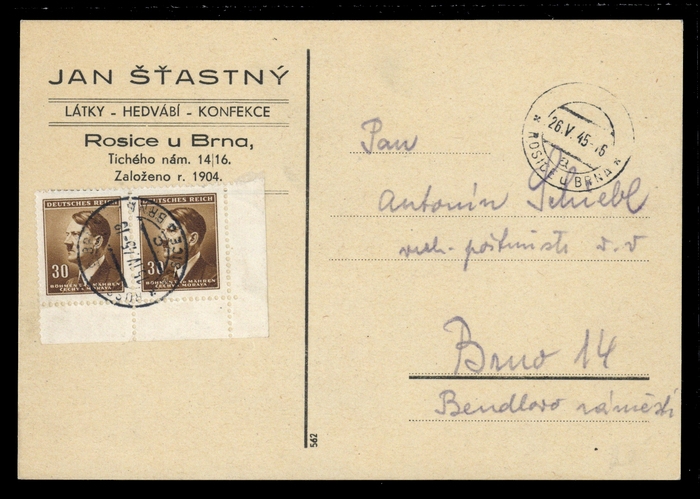 JAN ŠŤASTNÝ
LÁTKY - HEDVÁBÍ - KONFEKCE
Rosice u Brna,
Tichého nám. 14|16.
Založeno r. 1904.
DEUTSCHES REICH
30
BÖHMEN U. MÄHREN
ČECHY A MORAVA
DEUTSCHES REICH
30
BÖHMEN U. MÄHREN
ČECHY A MORAVA
26.V.45-16
* ROSICE U BRNA *
Pan
Antonín
Brno 14
Bendlovo náměstí
562